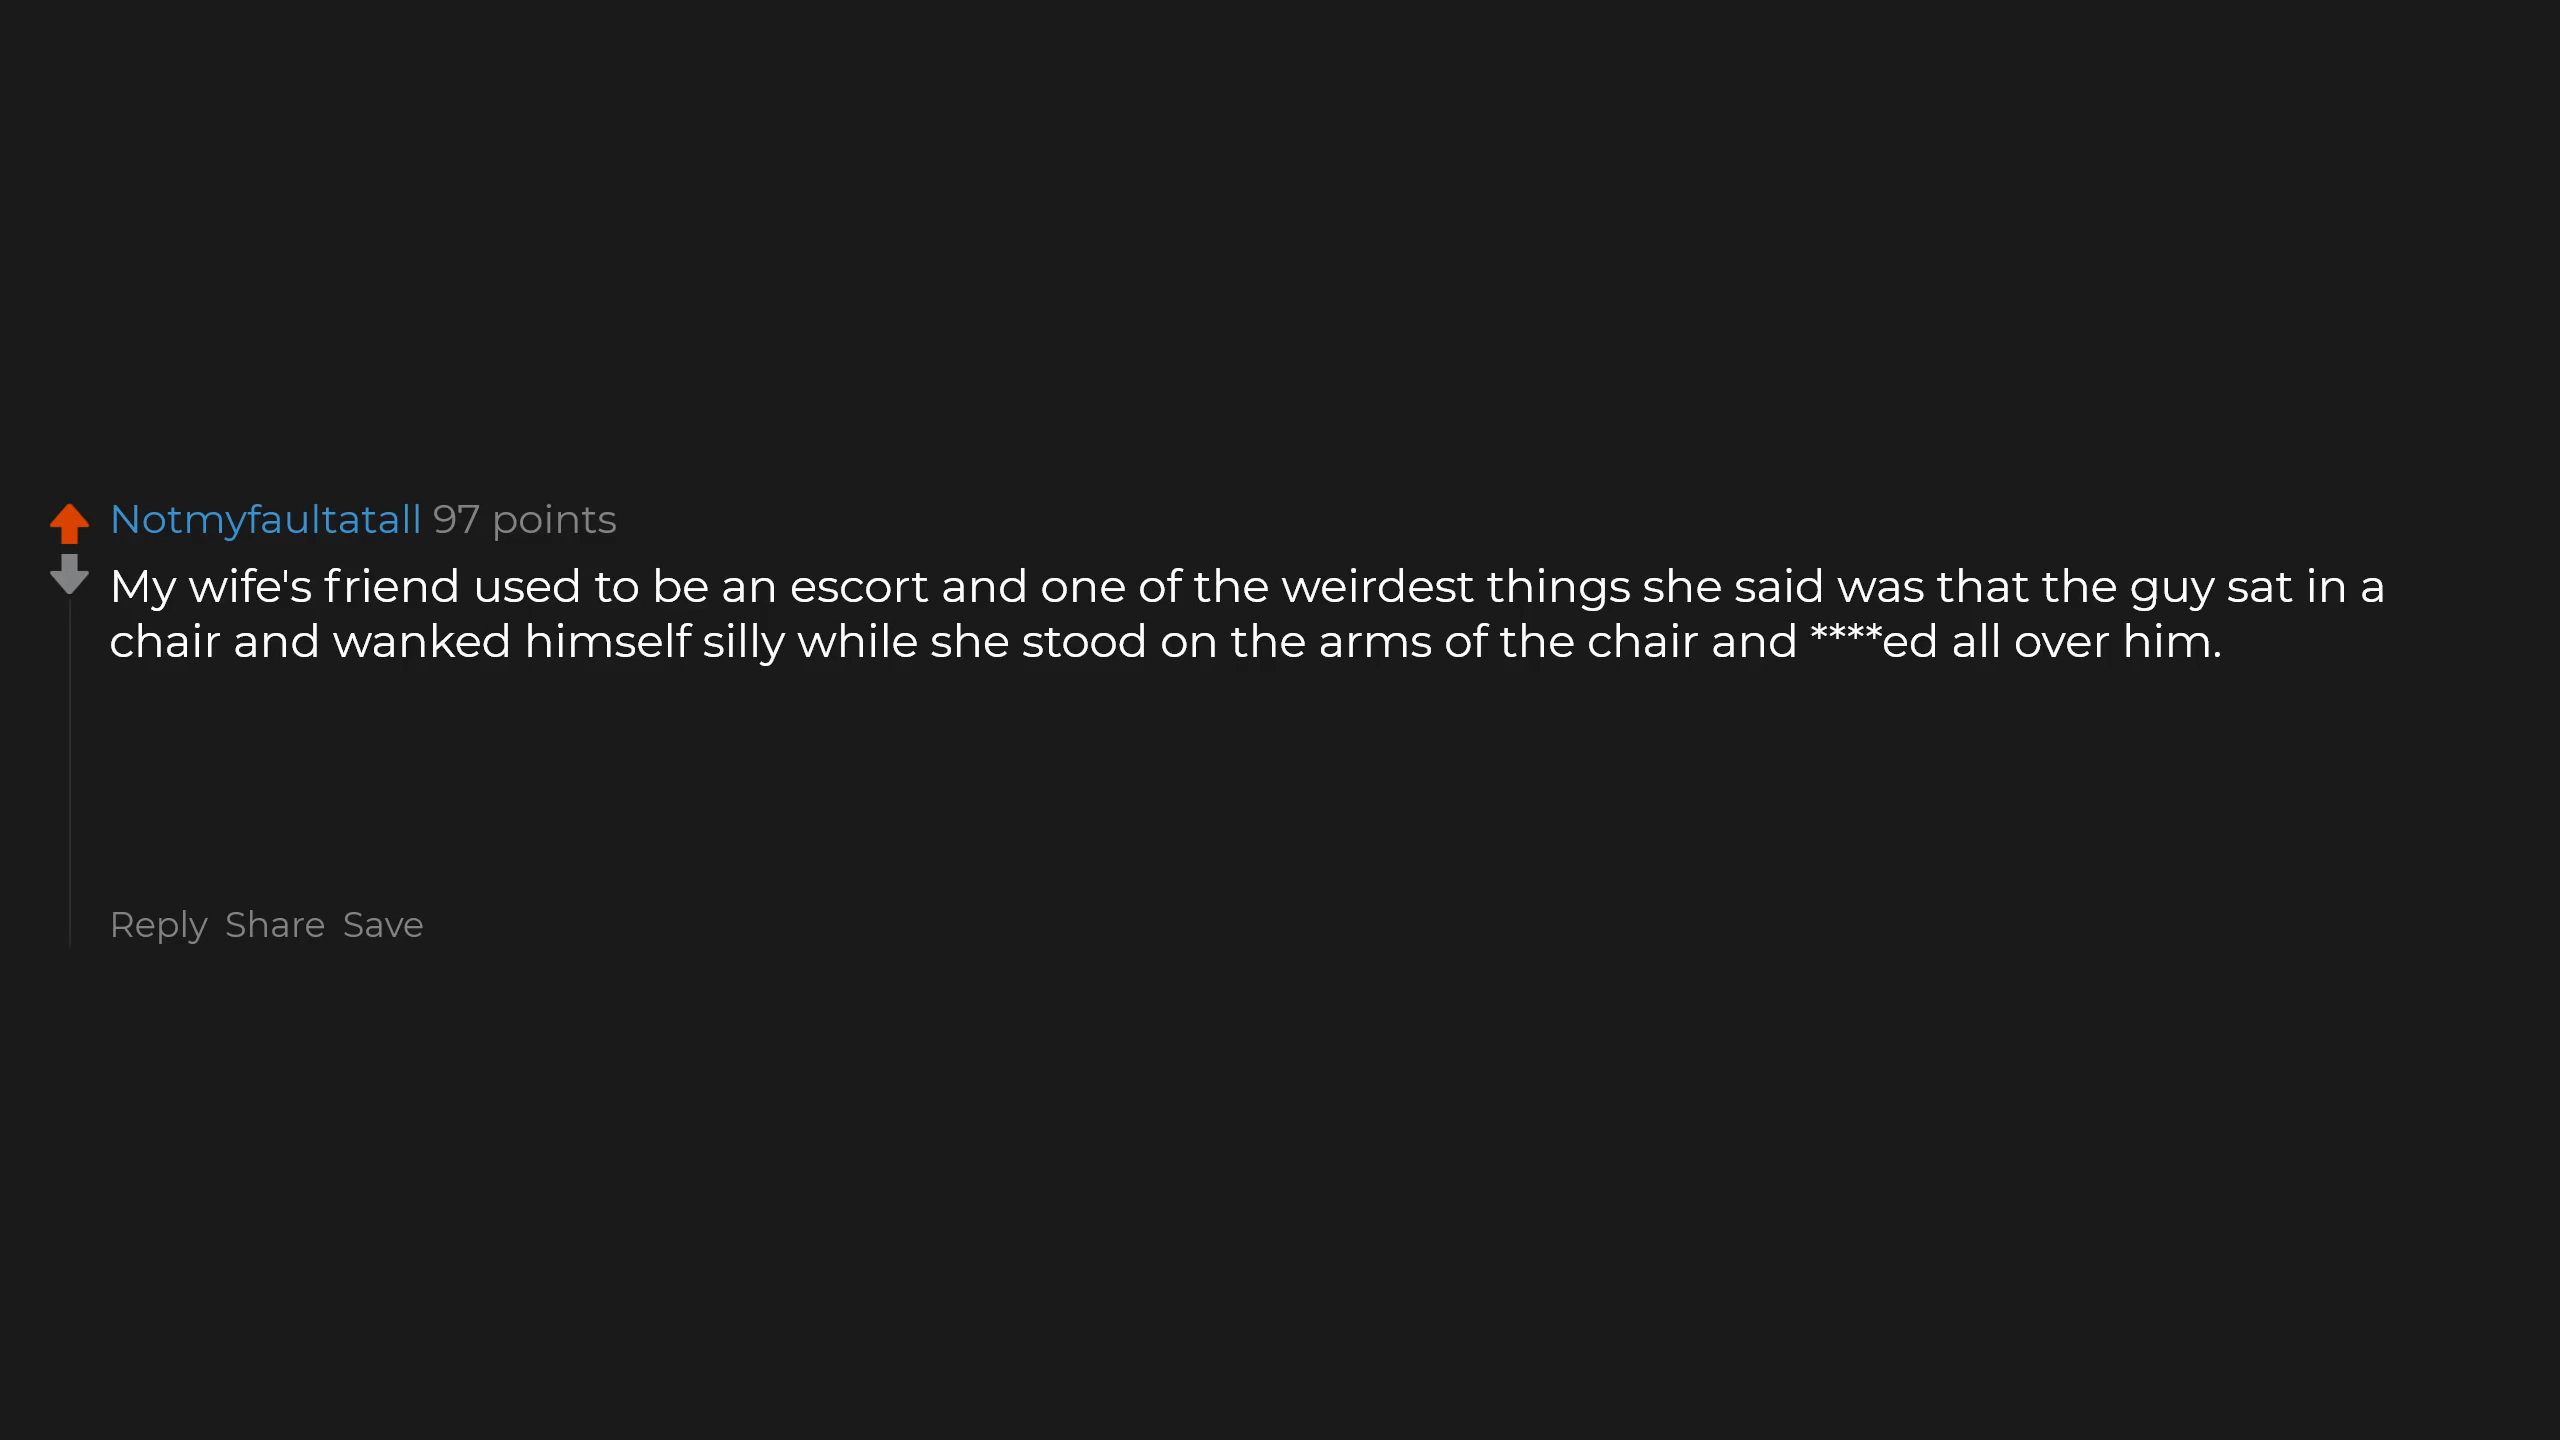 Notmyfaultatall 97 points
My wife's friend used to be an escort and one of the weirdest things she said was that the guy sat in a
chair and wanked himself silly while she stood on the arms of the chair and ****ed all over him.
Reply Share Save